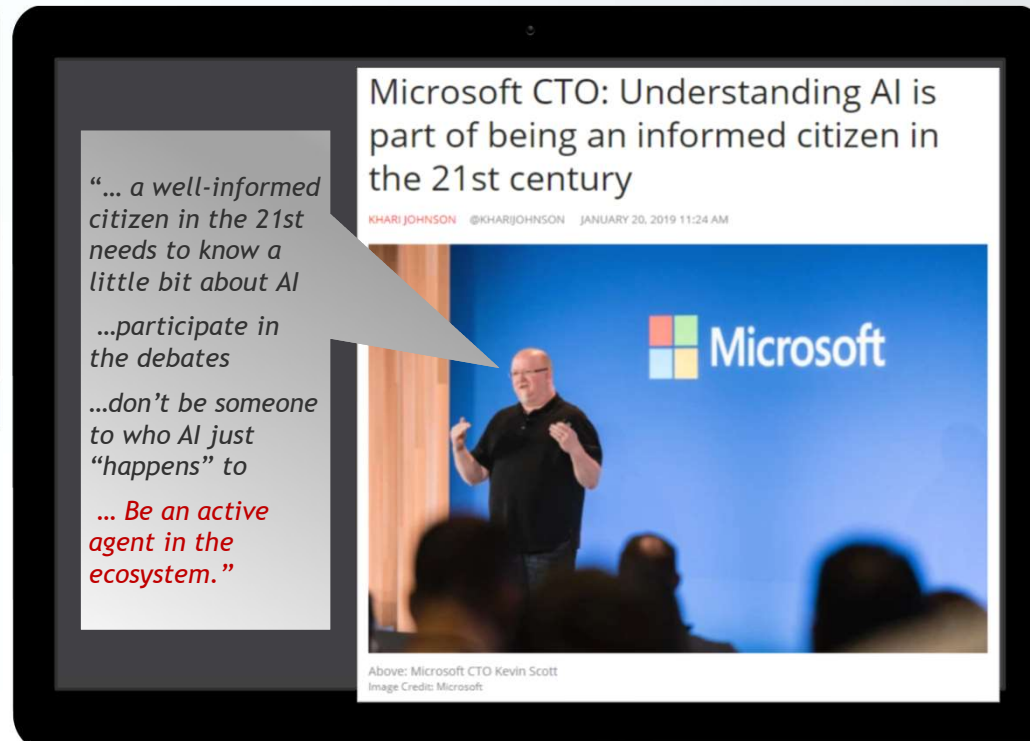 Microsoft CTO: Understanding AI is
part of being an informed citizen in
the 21st century
KHARI JOHNSON @KHARIJOHNSON JANUARY 20, 2019 11:24 AM
“… a well-informed
citizen in the 21st
needs to know a
little bit about AI
…participate in
the debates
…don’t be someone
to who AI just
“happens” to
… Be an active
agent in the
ecosystem.”
Microsoft
Above: Microsoft CTO Kevin Scott
Image Credit: Microsoft